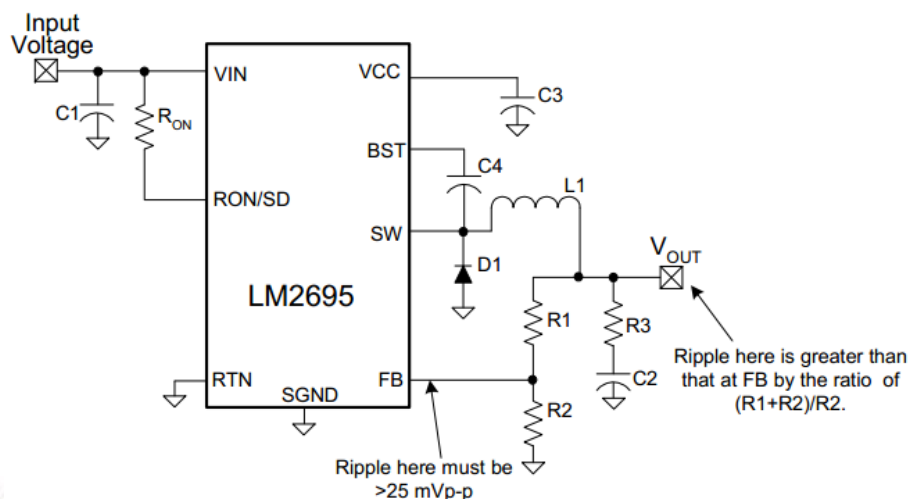 Input
Voltage
VIN
VCC
C1
R_ON
C3
BST
C4
L1
RON/SD
SW
D1
V_OUT
LM2695
R1
R3
Ripple here is greater than
that at FB by the ratio of
(R1+R2)/R2.
C2
RTN
FB
SGND
R2
Ripple here must be
>25 mVp-p